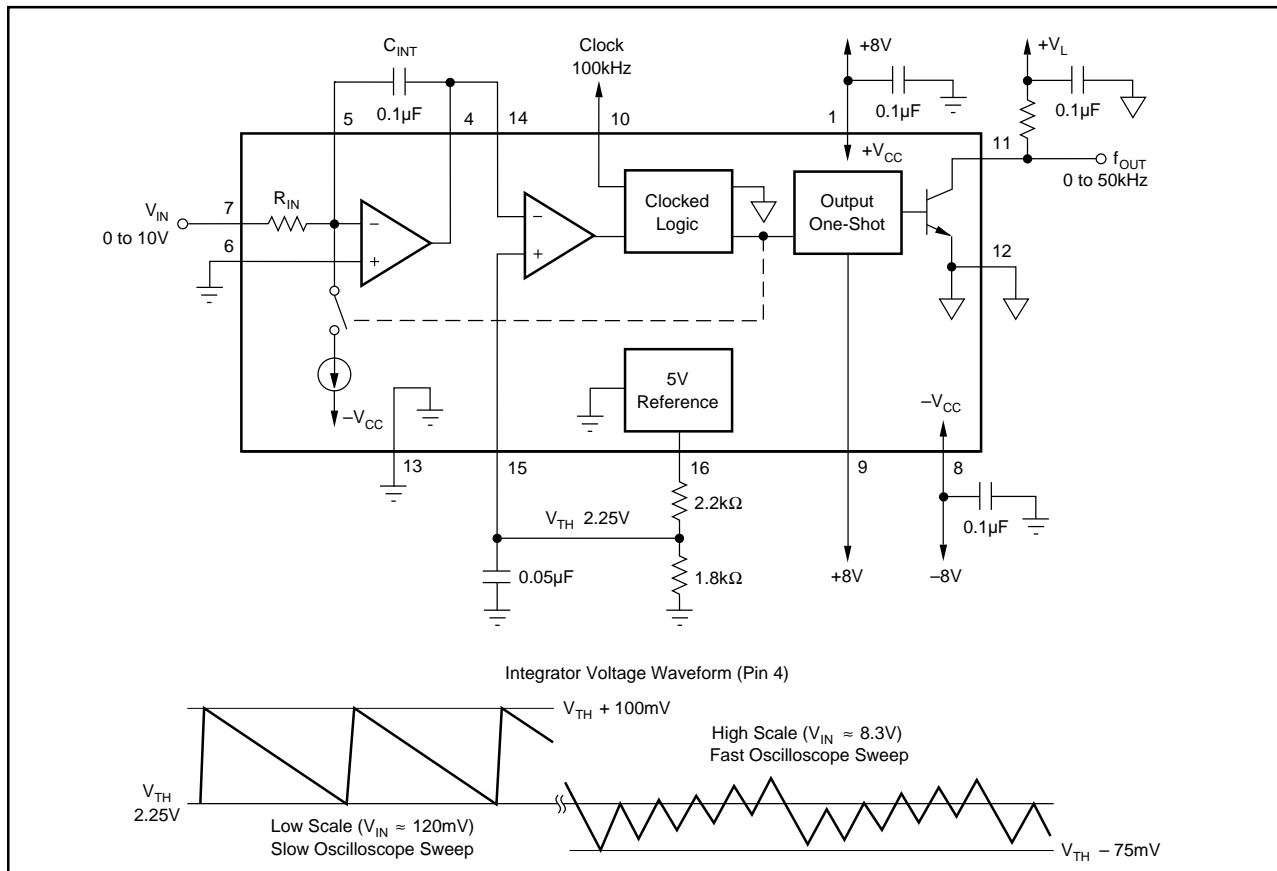 C_INT
0.1µF
Clock
100kHz
+8V
0.1µF
+V_L
0.1µF
5
4
14
10
1
11
+V_CC
f_OUT
0 to 50kHz
V_IN
0 to 10V
7
R_IN
6
–
+
–
+
Clocked
Logic
Output
One-Shot
12
–V_CC
5V
Reference
–V_CC
13
15
16
9
8
2.2kΩ
V_TH 2.25V
0.1µF
0.05µF
1.8kΩ
+8V
–8V
Integrator Voltage Waveform (Pin 4)
V_TH + 100mV
High Scale (V_IN ≈ 8.3V)
Fast Oscilloscope Sweep
V_TH
2.25V
Low Scale (V_IN ≈ 120mV)
Slow Oscilloscope Sweep
V_TH – 75mV